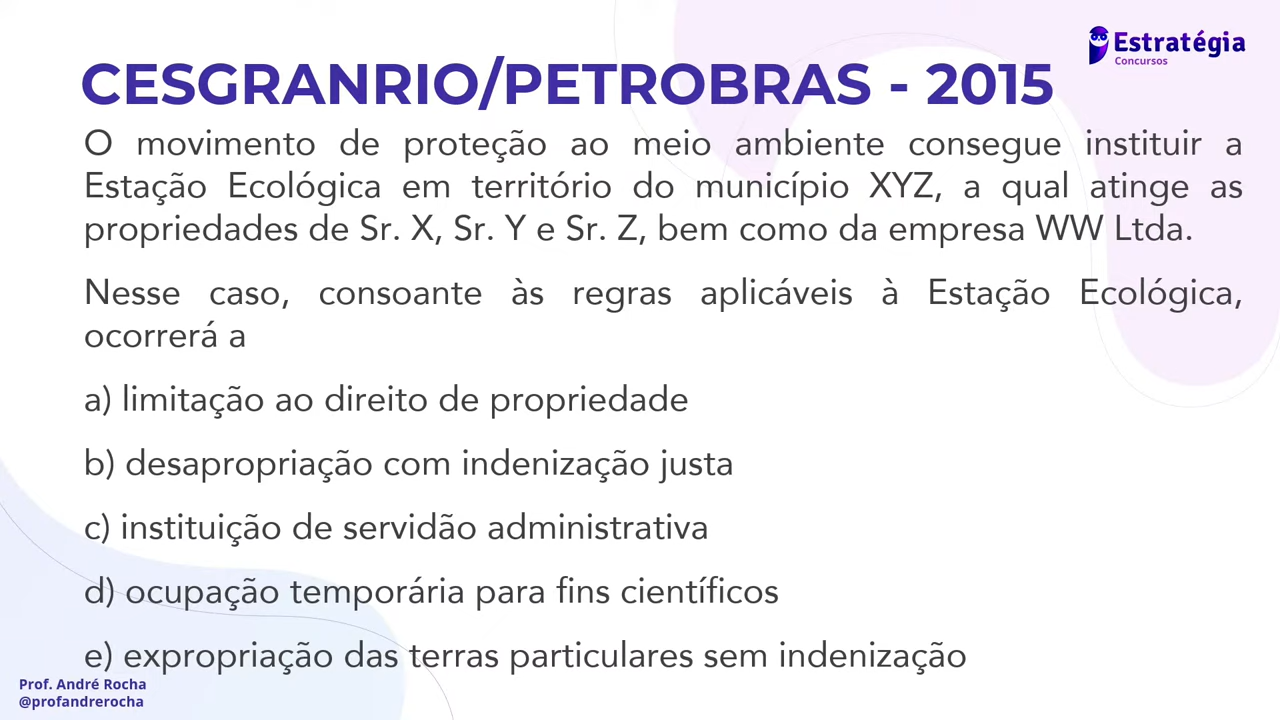 Estratégia
Concursos
CESGRANRIO/PETROBRAS - 2015
O movimento de proteção ao meio ambiente consegue instituir a
Estação Ecológica em território do município XYZ, a qual atinge as
propriedades de Sr. X, Sr. Y e Sr. Z, bem como da empresa WW Ltda.
Nesse caso, consoante às regras aplicáveis à Estação Ecológica,
ocorrerá a
a) limitação ao direito de propriedade
b) desapropriação com indenização justa
c) instituição de servidão administrativa
d) ocupação temporária para fins científicos
e) expropriação das terras particulares sem indenização
Prof. André Rocha
@profandrerocha